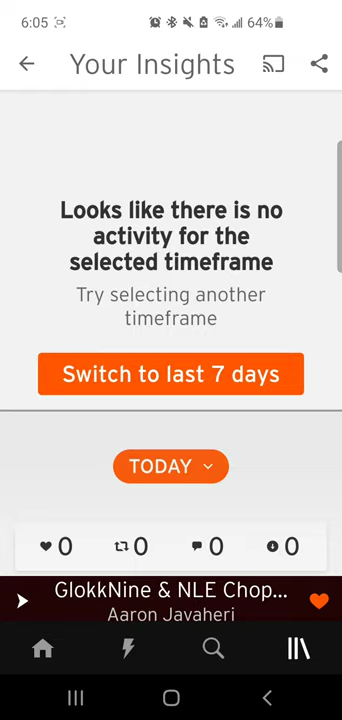 6:05
64%
Your Insights
Looks like there is no
activity for the
selected timeframe
Try selecting another
timeframe
Switch to last 7 days
TODAY
0 0 0 0
GlokkNine & NLE Chop...
Aaron Javaheri